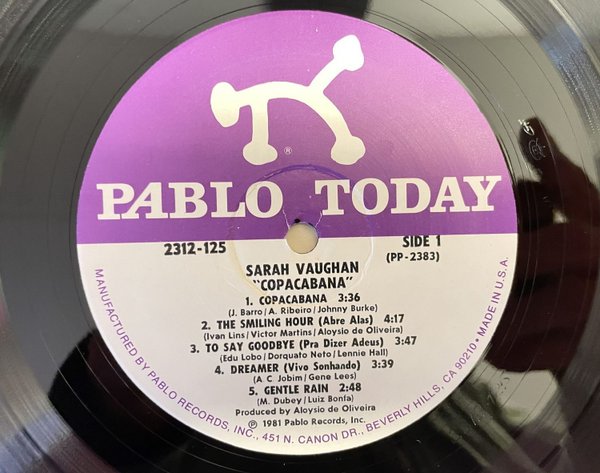 ®
PABLO TODAY
2312-125
SIDE 1
(PP-2383)
SARAH VAUGHAN
"COPACABANA"
1. COPACABANA 3:36
(J. Barro/A. Ribeiro/Johnny Burke)
2. THE SMILING HOUR (Abre Alas) 4:17
(Ivan Lins/Victor Martins/Aloysio de Oliveira)
3. TO SAY GOODBYE (Pra Dizer Adeus) 3:47
(Edu Lobo/Dorquato Neto/Lennie Hall)
4. DREAMER (Vivo Sonhando) 3:39
(A. C. Jobim/Gene Lees)
5. GENTLE RAIN 2:48
(M. Dubey/Luiz Bonfa)
Produced by Aloysio de Oliveira
℗ 1981 Pablo Records, Inc.
MANUFACTURED BY PABLO RECORDS, INC., 451 N. CANON DR., BEVERLY HILLS, CA 90210 • MADE IN U.S.A.